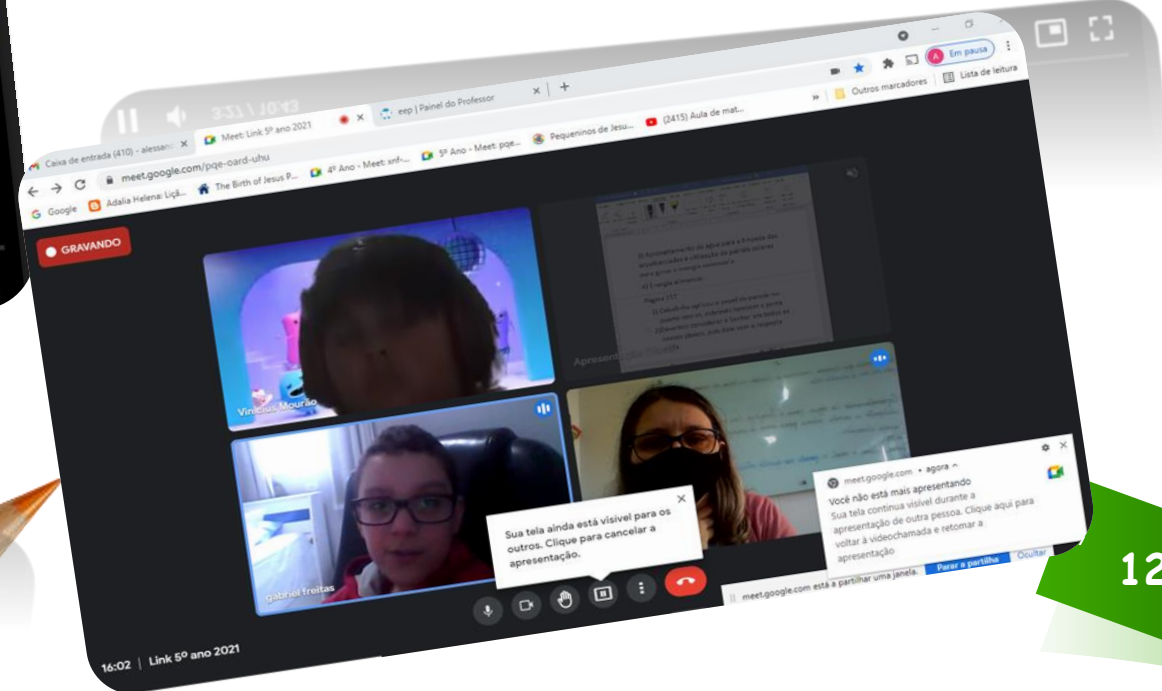 3:27 / 10:43
Caixa de entrada (410) - alessan
Meet: Link 5º ano 2021
eep | Painel do Professor
Em pausa
meet.google.com/pqe-oard-uhu
Google
Adalia Helena: Liçã...
The Birth of Jesus P...
4º Ano - Meet: xnf-...
5º Ano - Meet: pqe...
Pequeninos de Jesu...
(2415) Aula de mat...
Outros marcadores
Lista de leitura
GRAVANDO
Vinicius Mourão
gabriel freitas
Sua tela ainda está visível para os
outros. Clique para cancelar a
apresentação.
meet.google.com • agora
Você não está mais apresentando
Sua tela continua visível durante a
apresentação de outra pessoa. Clique aqui para
voltar à videochamada e retomar a
apresentação
meet.google.com está a partilhar uma janela.
Parar a partilha
Ocultar
16:02 | Link 5º ano 2021
12